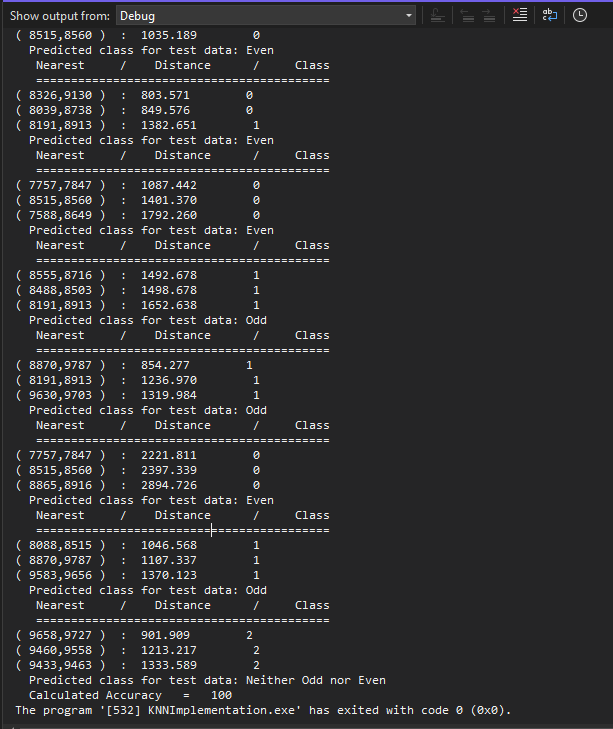 Show output from: Debug
( 8515,8560 ) : 1035.189 0
Predicted class for test data: Even
Nearest / Distance / Class
==========================================
( 8326,9130 ) : 803.571 0
( 8039,8738 ) : 849.576 0
( 8191,8913 ) : 1382.651 1
Predicted class for test data: Even
Nearest / Distance / Class
==========================================
( 7757,7847 ) : 1087.442 0
( 8515,8560 ) : 1401.370 0
( 7588,8649 ) : 1792.260 0
Predicted class for test data: Even
Nearest / Distance / Class
==========================================
( 8555,8716 ) : 1492.678 1
( 8488,8503 ) : 1498.678 1
( 8191,8913 ) : 1652.638 1
Predicted class for test data: Odd
Nearest / Distance / Class
==========================================
( 8870,9787 ) : 854.277 1
( 8191,8913 ) : 1236.970 1
( 9630,9703 ) : 1319.984 1
Predicted class for test data: Odd
Nearest / Distance / Class
==========================================
( 7757,7847 ) : 2221.811 0
( 8515,8560 ) : 2397.339 0
( 8865,8916 ) : 2894.726 0
Predicted class for test data: Even
Nearest / Distance / Class
==========================================
( 8088,8515 ) : 1046.568 1
( 8870,9787 ) : 1107.337 1
( 9583,9656 ) : 1370.123 1
Predicted class for test data: Odd
Nearest / Distance / Class
==========================================
( 9658,9727 ) : 901.909 2
( 9460,9558 ) : 1213.217 2
( 9433,9463 ) : 1333.589 2
Predicted class for test data: Neither Odd nor Even
Calculated Accuracy = 100
The program '[532] KNNImplementation.exe' has exited with code 0 (0x0).